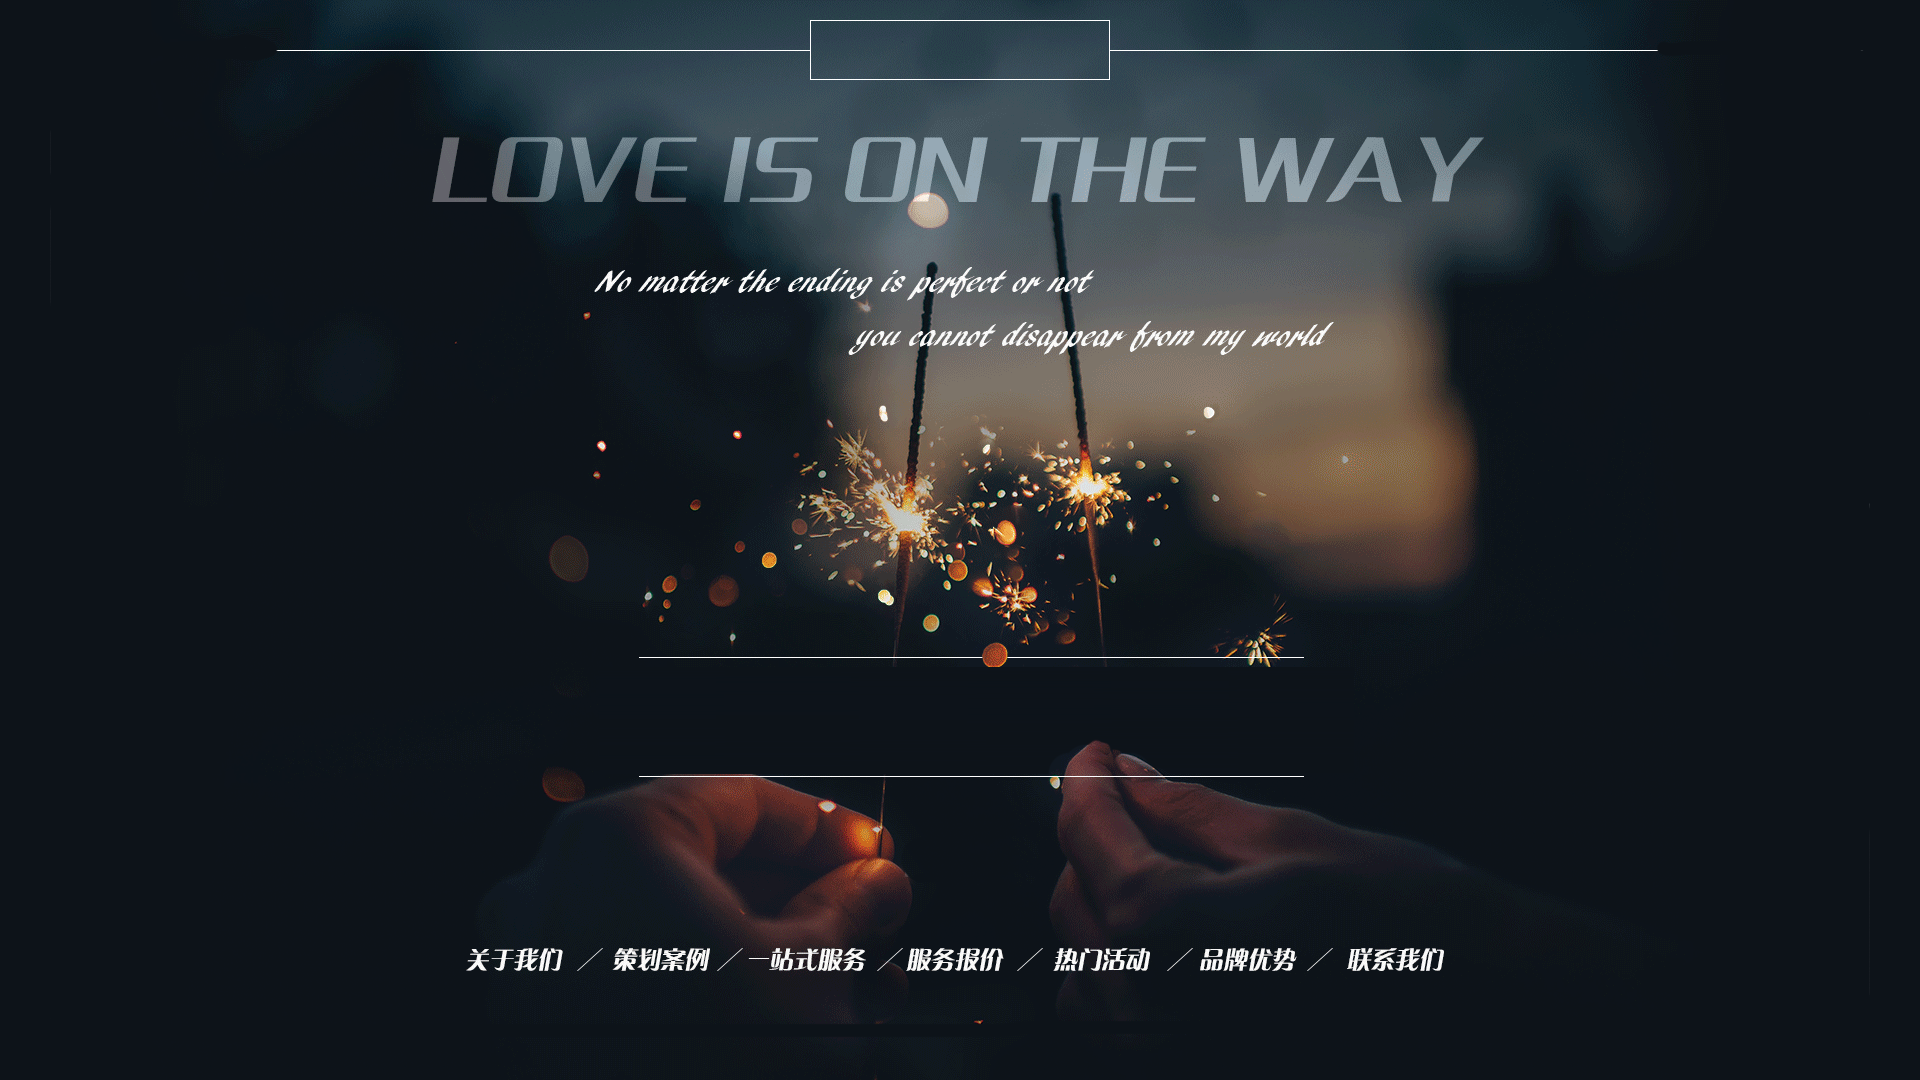 LOVE IS ON THE WAY
No matter the ending is perfect or not
you cannot disappear from my world
关于我们 ／ 策划案例 ／ 一站式服务 ／ 服务报价 ／ 热门活动 ／ 品牌优势 ／ 联系我们